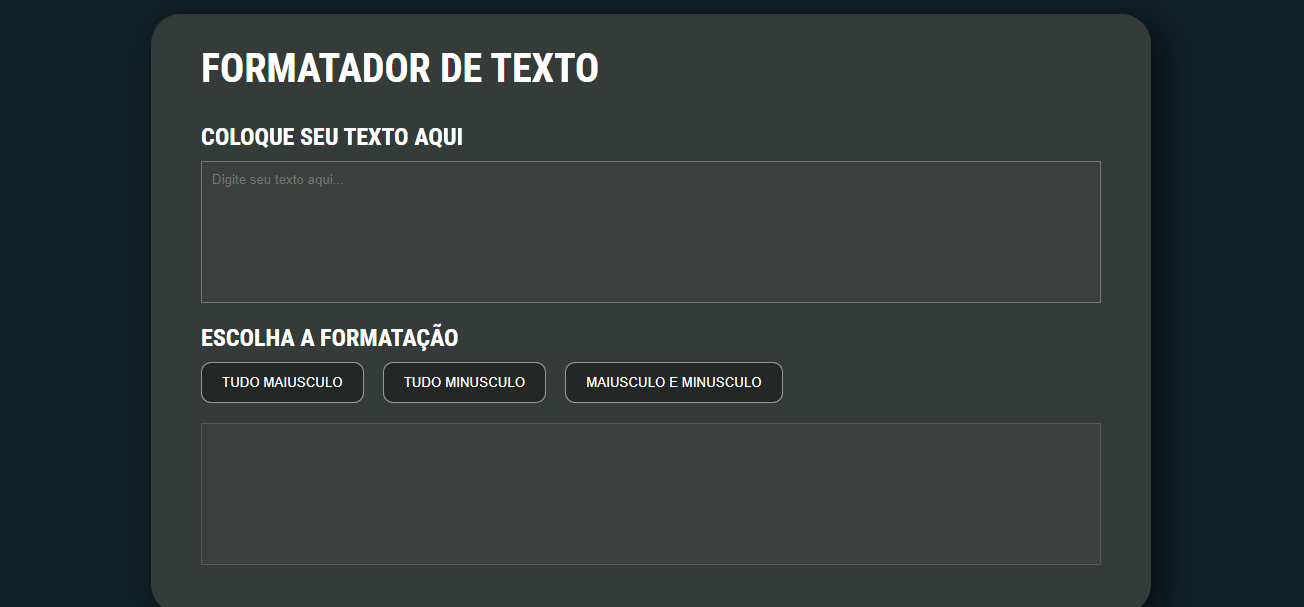 FORMATADOR DE TEXTO
COLOQUE SEU TEXTO AQUI
Digite seu texto aqui...
ESCOLHA A FORMATAÇÃO
TUDO MAIUSCULO TUDO MINUSCULO MAIUSCULO E MINUSCULO